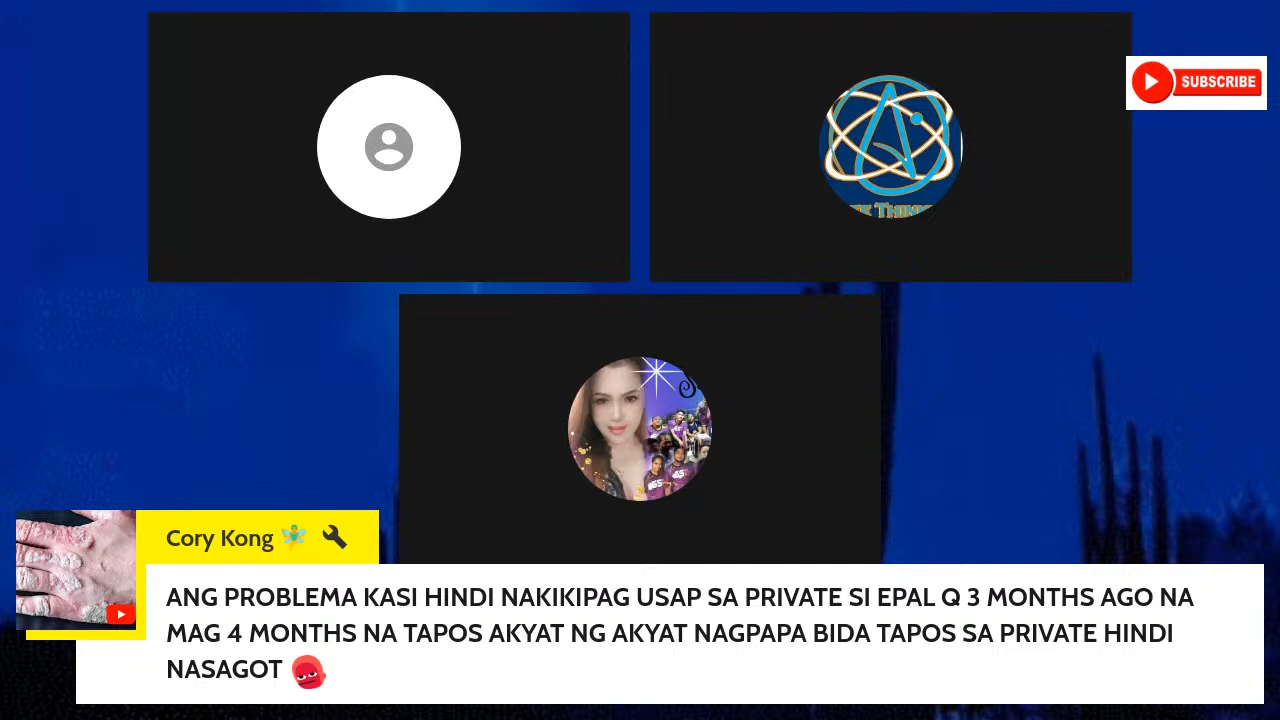 SUBSCRIBE
Cory Kong
ANG PROBLEMA KASI HINDI NAKIKIPAG USAP SA PRIVATE SI EPAL Q 3 MONTHS AGO NA
MAG 4 MONTHS NA TAPOS AKYAT NG AKYAT NAGPAPA BIDA TAPOS SA PRIVATE HINDI
NASAGOT